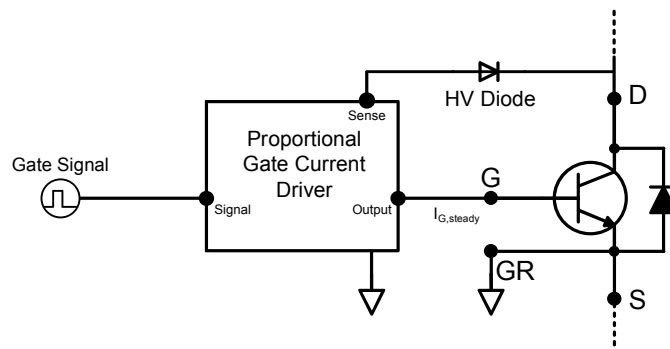 HV Diode
D
Sense
Proportional
Gate Current
Driver
Gate Signal
Signal
Output
G
I_G,steady
GR
S